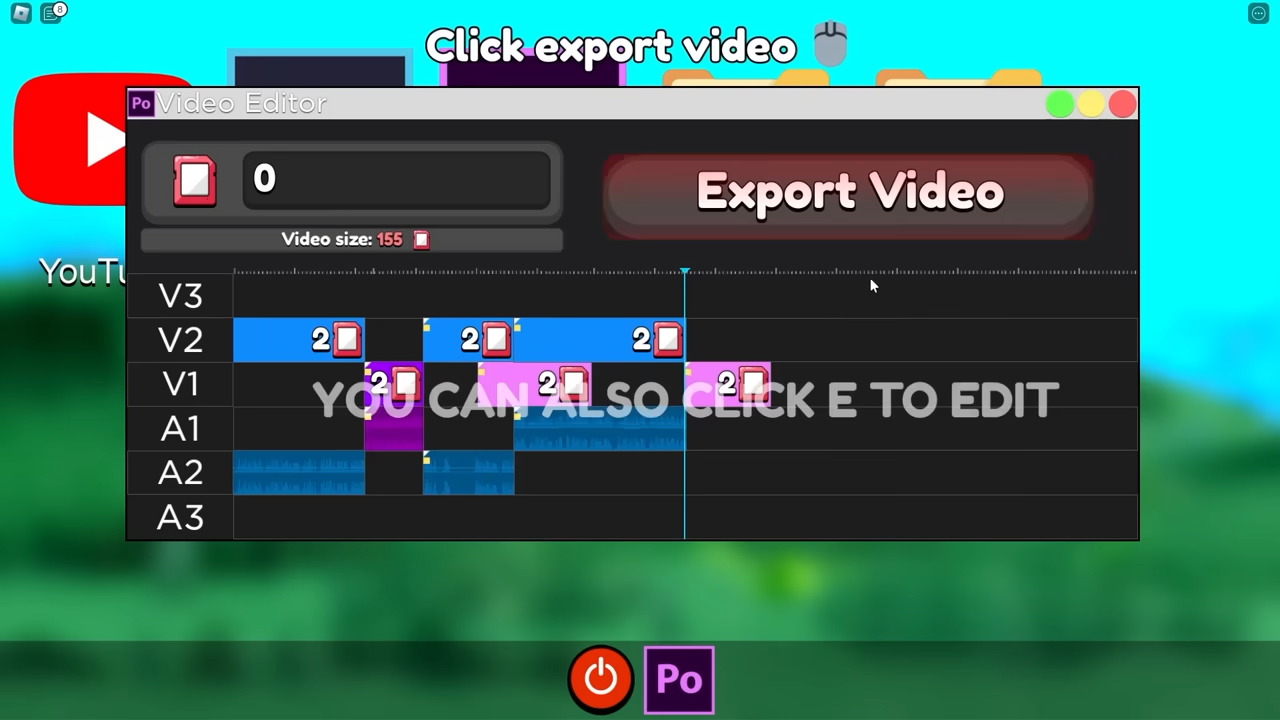 8
Click export video
Po Video Editor
0
Export Video
Video size: 155
YouTu
V3
V2 2 2 2
V1 2 2 2
YOU CAN ALSO CLICK E TO EDIT
A1
A2
A3
Po